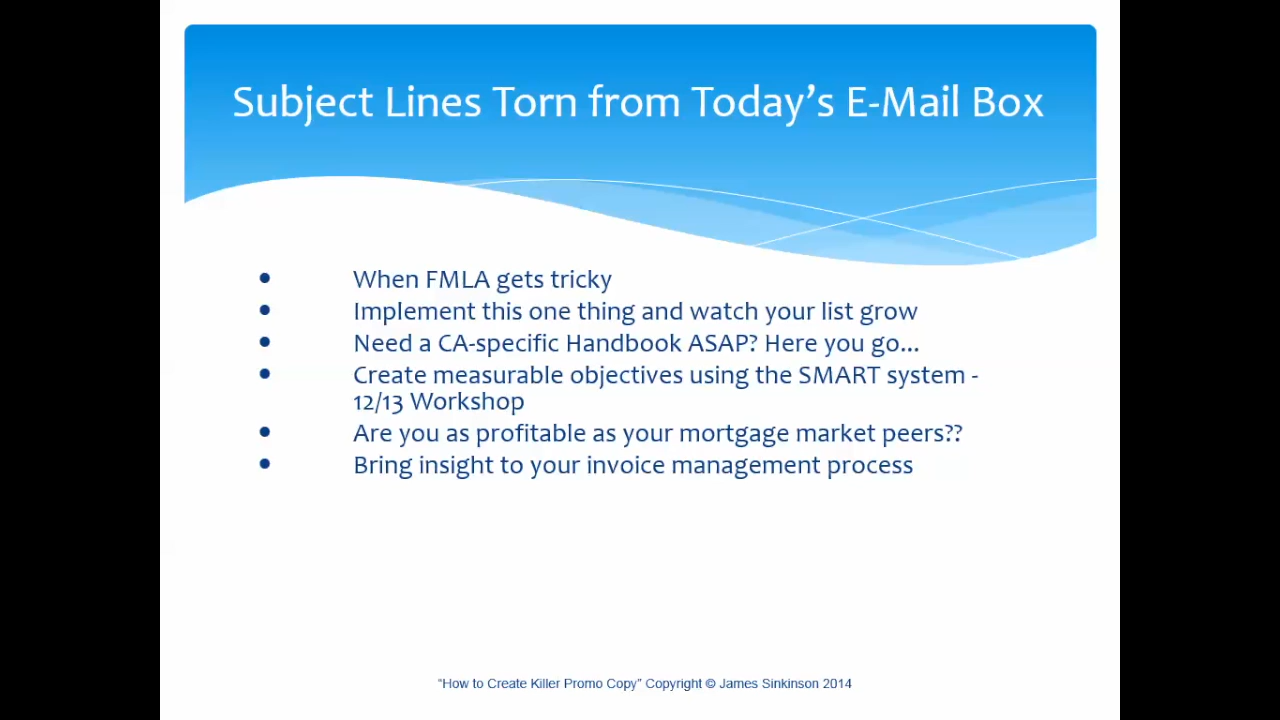 Subject Lines Torn from Today’s E-Mail Box
• When FMLA gets tricky
• Implement this one thing and watch your list grow
• Need a CA-specific Handbook ASAP? Here you go...
• Create measurable objectives using the SMART system -
12/13 Workshop
• Are you as profitable as your mortgage market peers??
• Bring insight to your invoice management process
“How to Create Killer Promo Copy” Copyright © James Sinkinson 2014